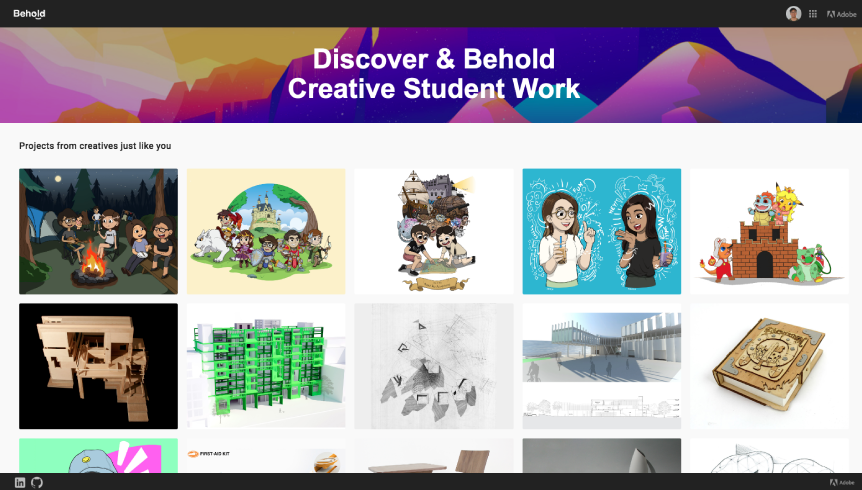 Behold
Adobe
Discover & Behold
Creative Student Work
Projects from creatives just like you
FIRST-AID KIT
Adobe